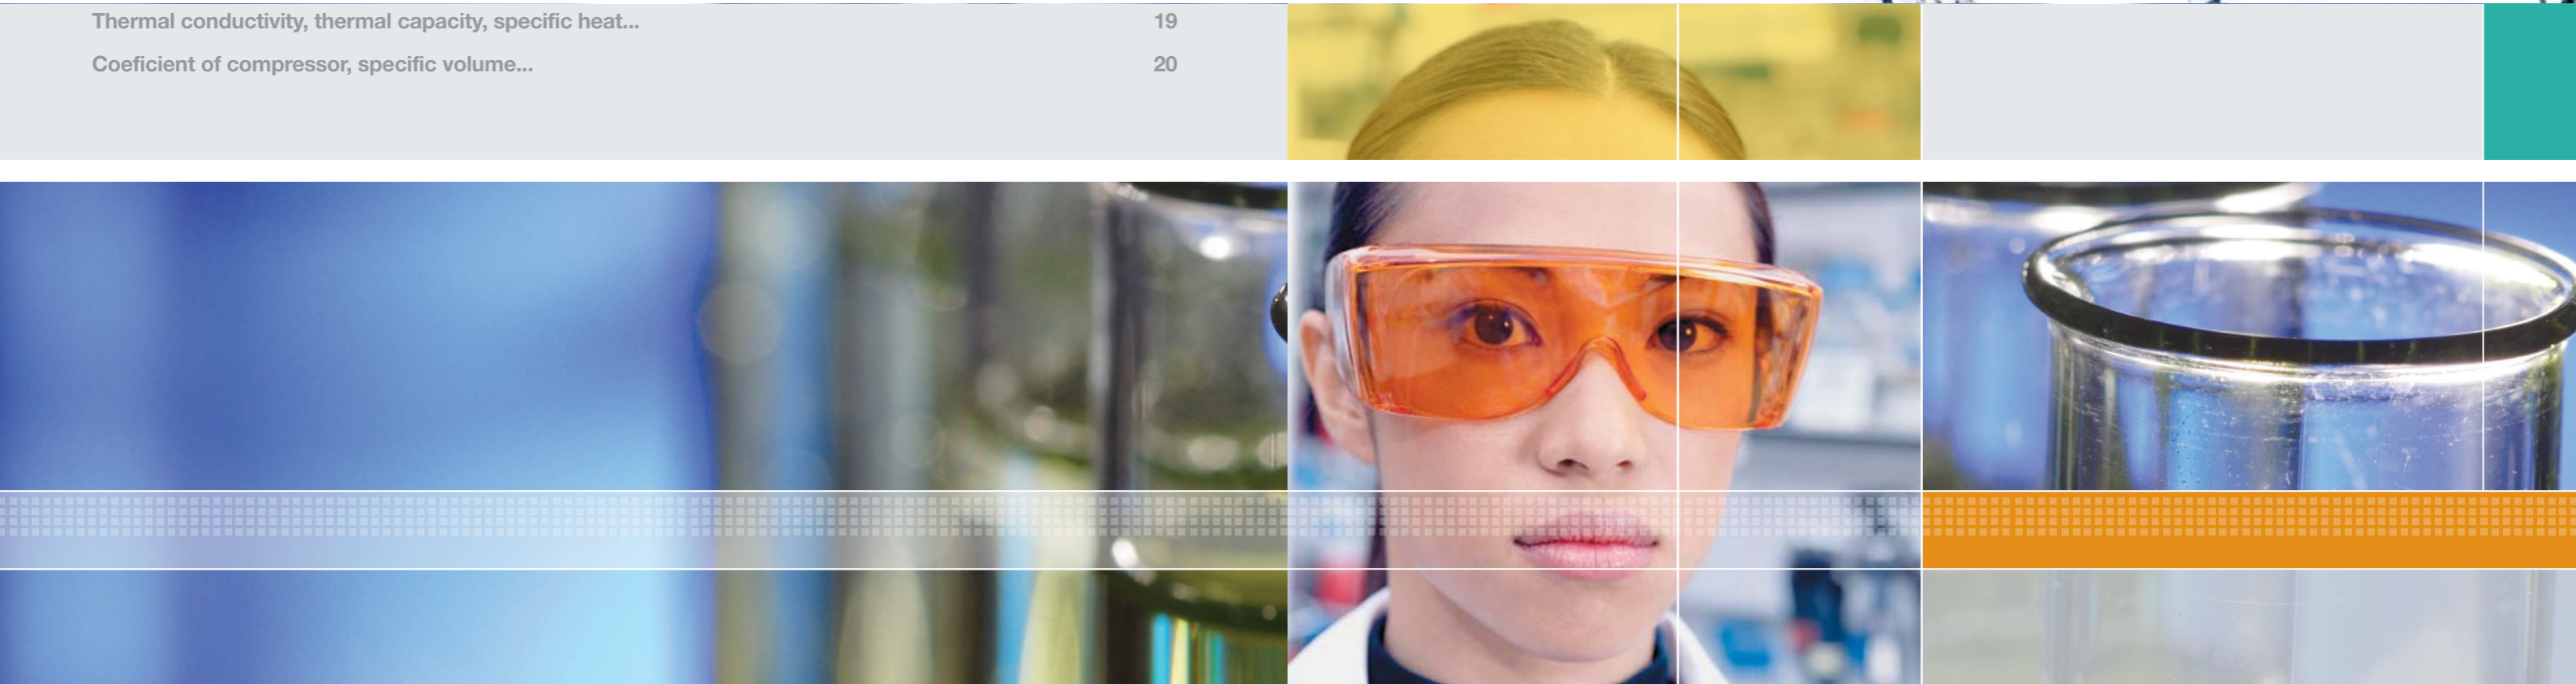 Thermal conductivity, thermal capacity, specific heat... 19
Coeficient of compressor, specific volume... 20